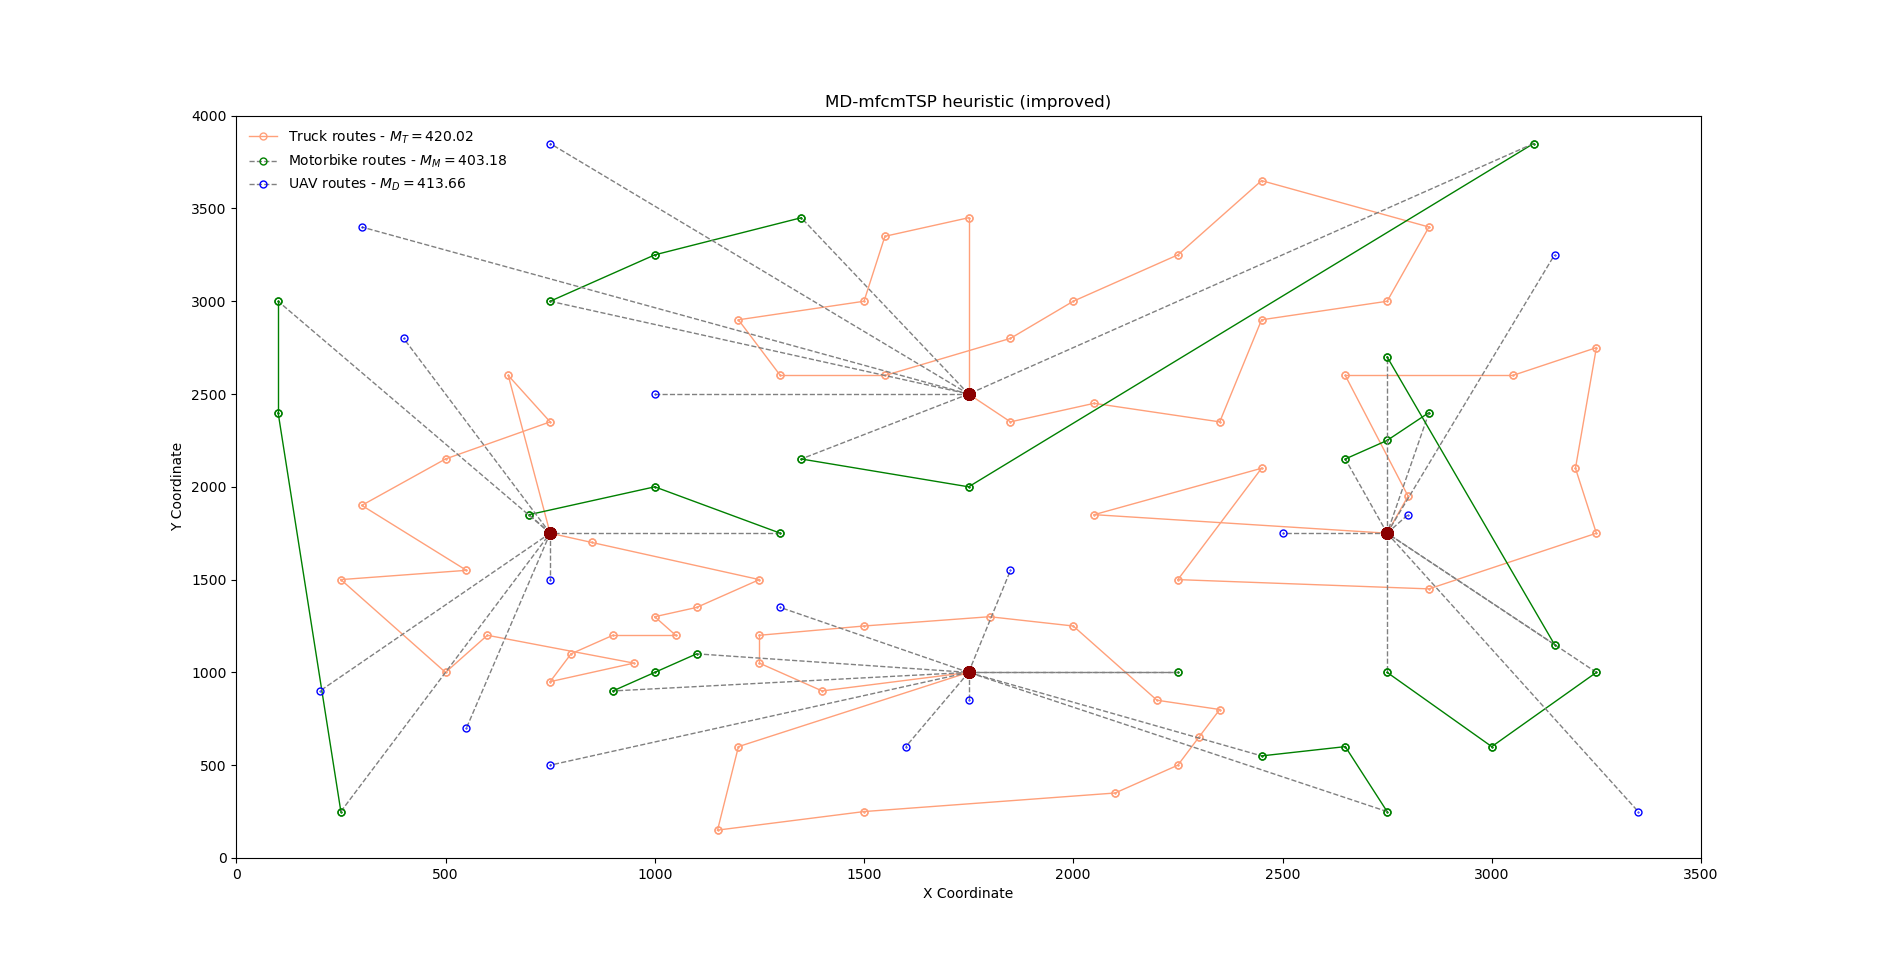 MD-mfcmTSP heuristic (improved)
Truck routes - M_T = 420.02
Motorbike routes - M_M = 403.18
UAV routes - M_D = 413.66
4000
3500
3000
2500
2000
1500
1000
500
0
Y Coordinate
0 500 1000 1500 2000 2500 3000 3500
X Coordinate